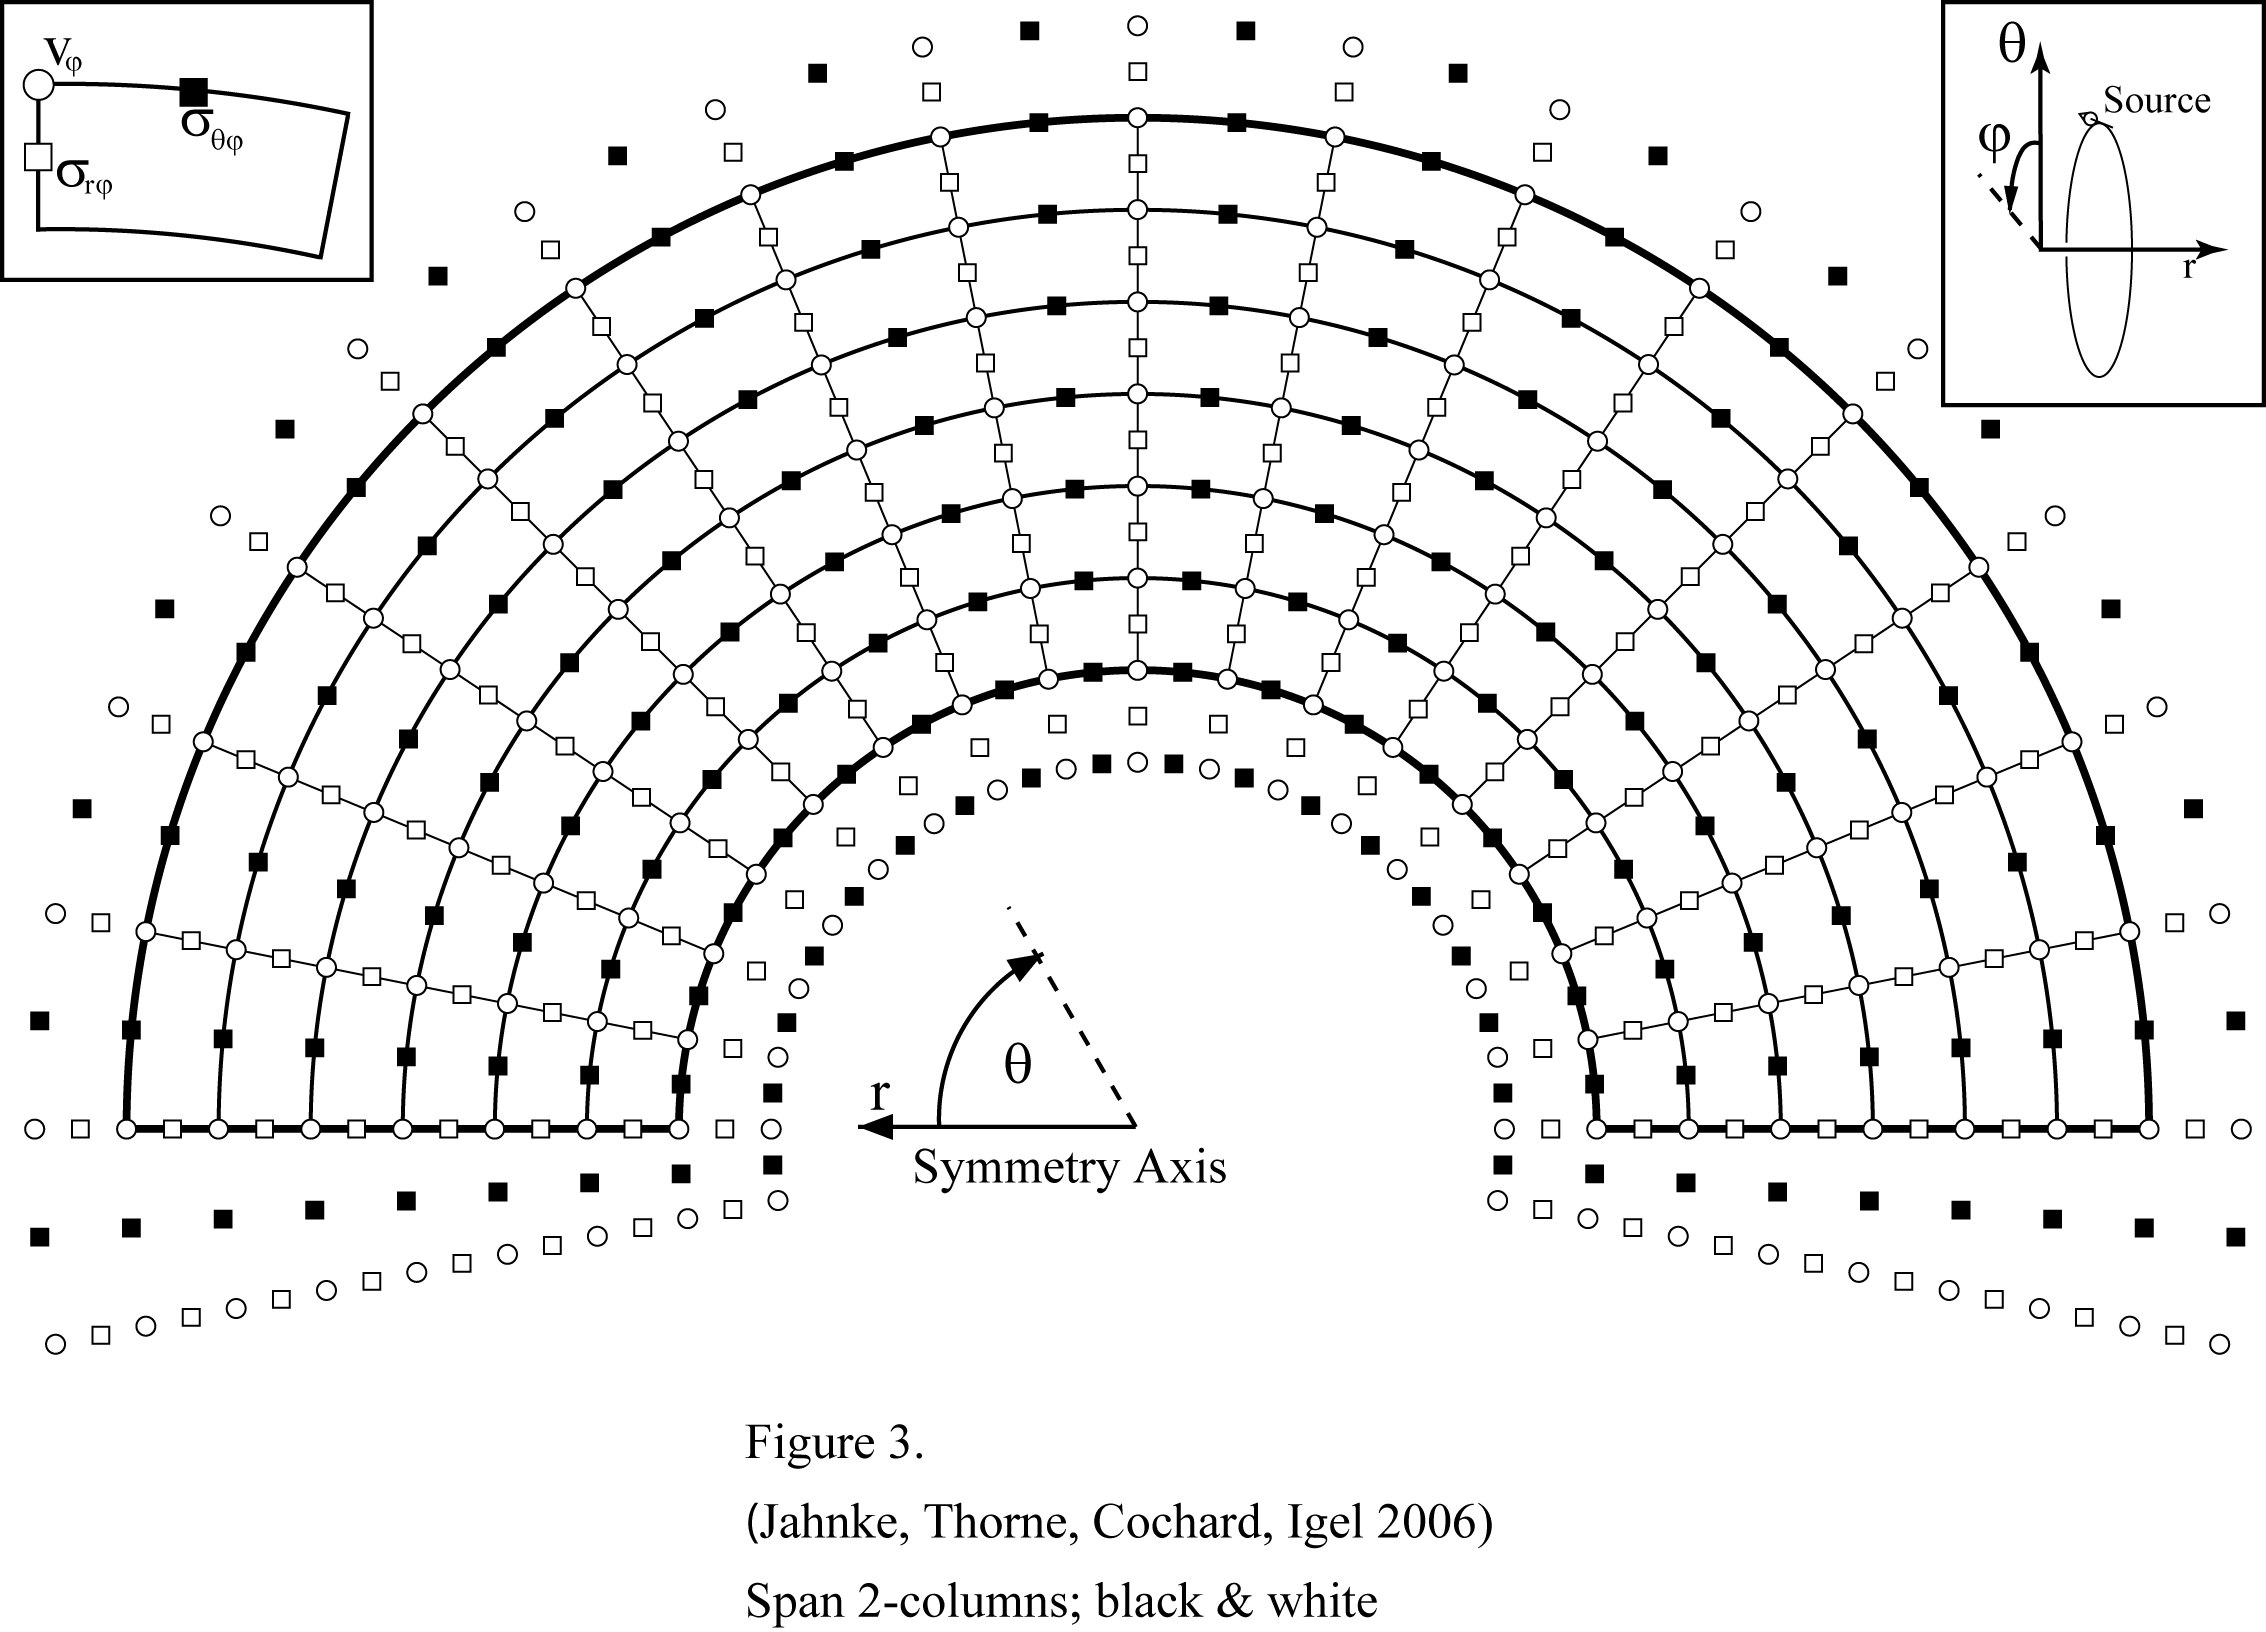 vφ
σθφ
σrφ
θ
Source
φ
r
θ
r
Symmetry Axis
Figure 3.
(Jahnke, Thorne, Cochard, Igel 2006)
Span 2-columns; black & white